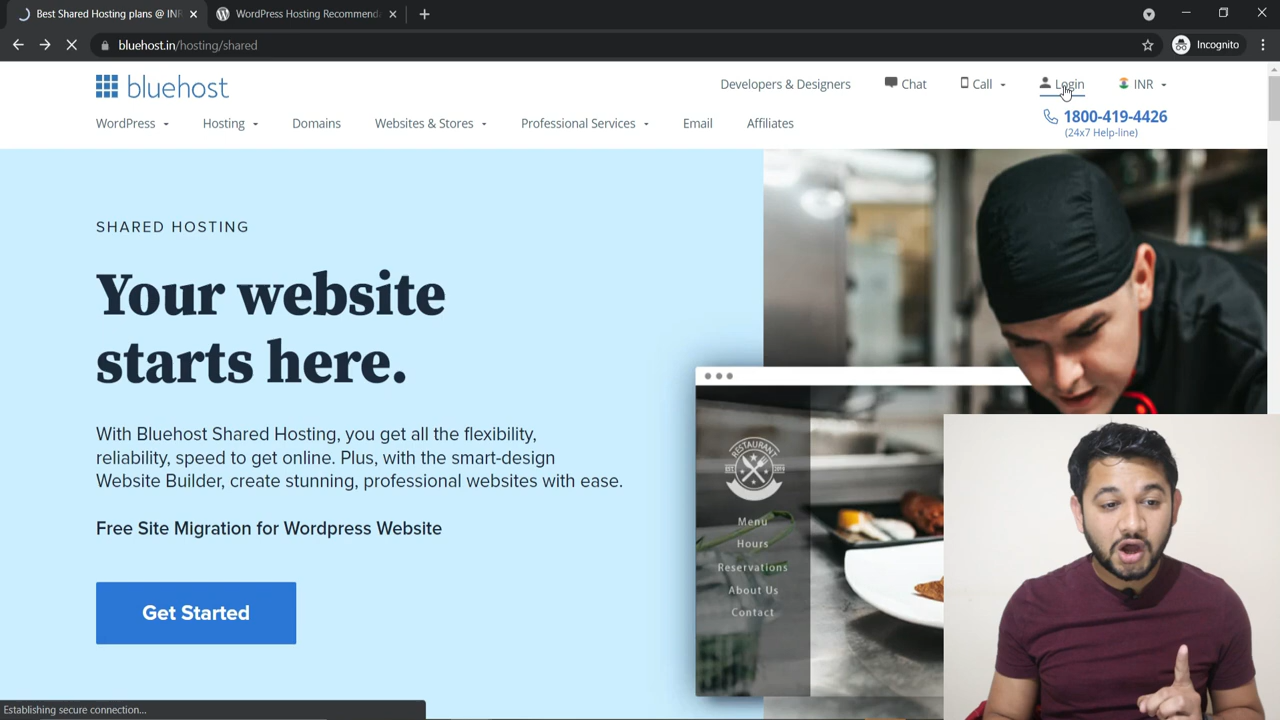 Best Shared Hosting plans @ INR
WordPress Hosting Recommenda
bluehost.in/hosting/shared
Incognito
bluehost
Developers & Designers
Chat
Call
Login
INR
1800-419-4426
(24x7 Help-line)
WordPress
Hosting
Domains
Websites & Stores
Professional Services
Email
Affiliates
SHARED HOSTING
Your website
starts here.
With Bluehost Shared Hosting, you get all the flexibility,
reliability, speed to get online. Plus, with the smart-design
Website Builder, create stunning, professional websites with ease.
Free Site Migration for Wordpress Website
Get Started
RESTAURANT
Menu
Hours
Reservations
About Us
Contact
Establishing secure connection...